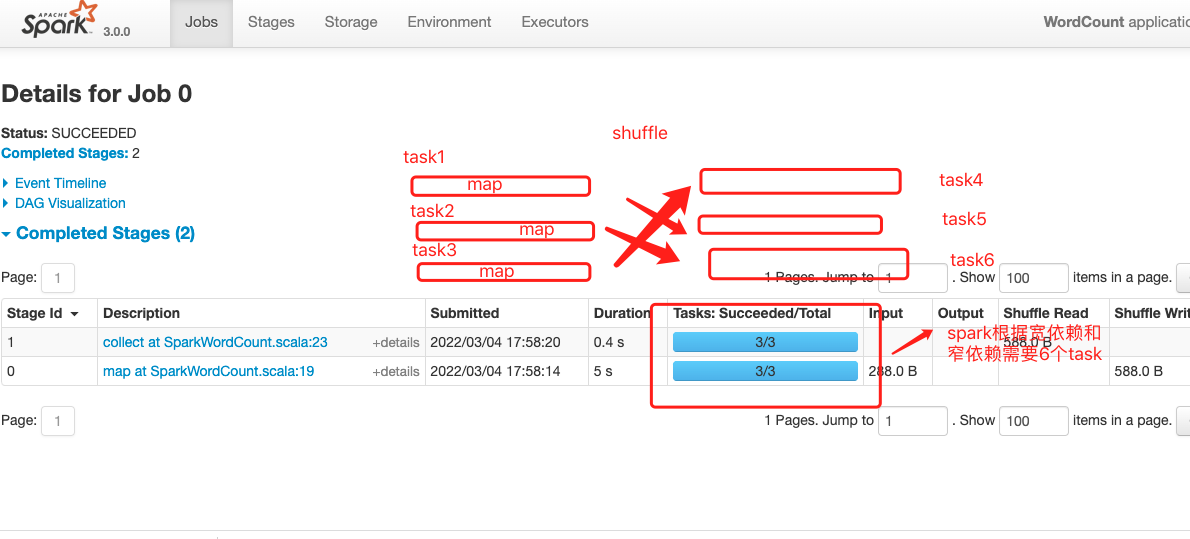 APACHE
Spark 3.0.0 Jobs Stages Storage Environment Executors WordCount applicatio
Details for Job 0
Status: SUCCEEDED
Completed Stages: 2
Event Timeline
DAG Visualization
Completed Stages (2)
shuffle
task1
map
task2
map
task3
map
task4
task5
task6
Page: 1
1 Pages. Jump to 1 . Show 100 items in a page.
Stage Id Description Submitted Duration Tasks: Succeeded/Total Input Output Shuffle Read Shuffle Writ
1 collect at SparkWordCount.scala:23 +details 2022/03/04 17:58:20 0.4 s 3/3 588.0 B
0 map at SparkWordCount.scala:19 +details 2022/03/04 17:58:14 5 s 3/3 288.0 B 588.0 B
spark根据宽依赖和
窄依赖需要6个task
Page: 1
1 Pages. Jump to 1 . Show 100 items in a page.